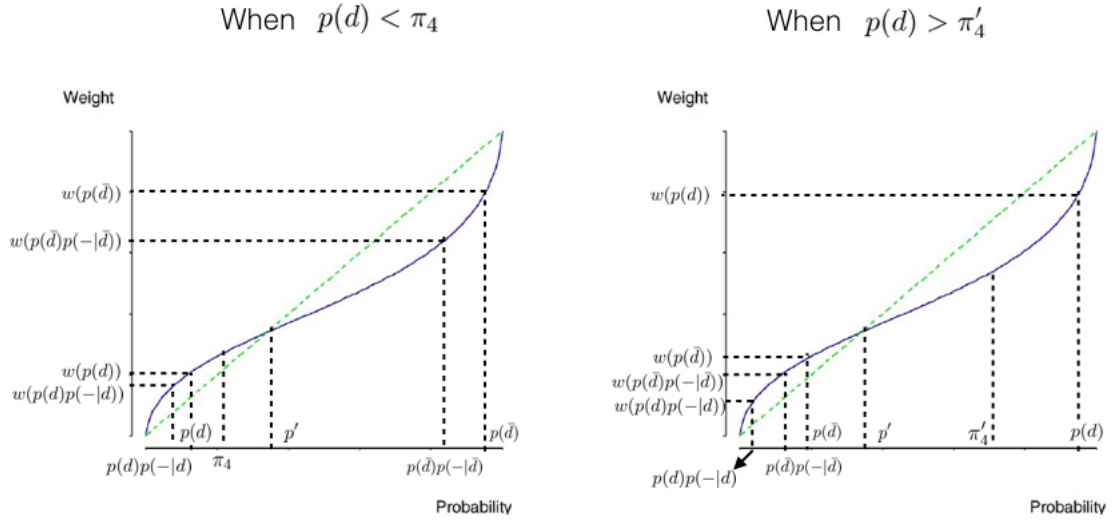 When p(d) < π₄
Weight
w(p(d̄))
w(p(d̄)p(−|d̄))
w(p(d))
w(p(d)p(−|d))
p(d)
p′
p(d̄)
p(d)p(−|d)
π₄
p(d̄)p(−|d̄)
Probability
When p(d) > π′₄
Weight
w(p(d))
w(p(d̄))
w(p(d̄)p(−|d̄))
w(p(d)p(−|d))
p(d̄)
p′
π′₄
p(d)
p(d)p(−|d)
p(d̄)p(−|d̄)
Probability